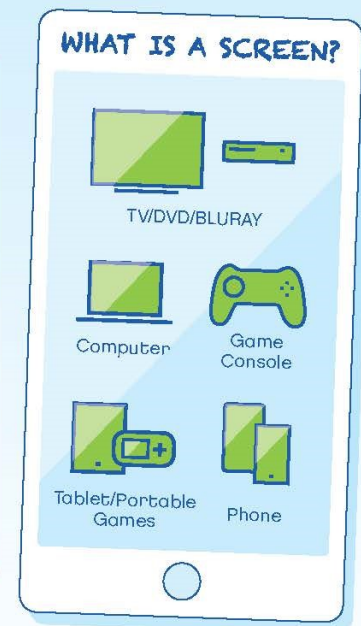 WHAT IS A SCREEN?
TV/DVD/BLURAY
Computer
Game
Console
Tablet/Portable
Games
Phone